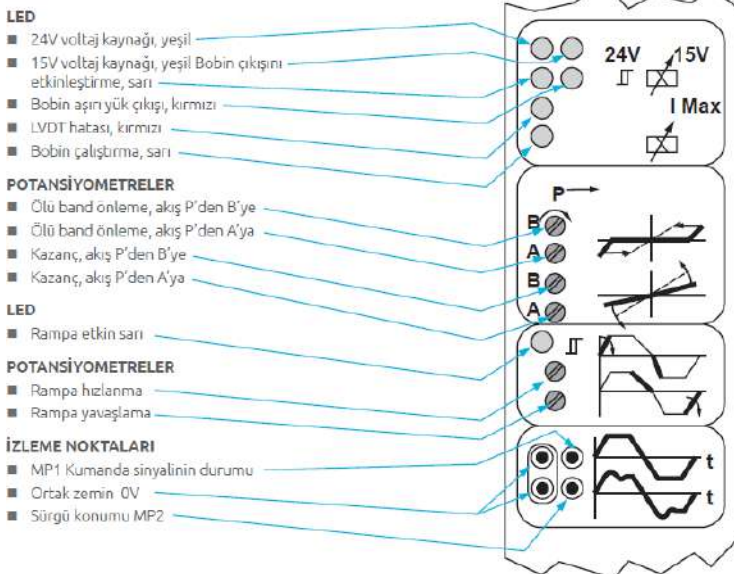 LED
■ 24V voltaj kaynağı, yeşil
■ 15V voltaj kaynağı, yeşil Bobin çıkışını
etkinleştirme, sarı
■ Bobin aşırı yük çıkışı, kırmızı
■ LVDT hatası, kırmızı
■ Bobin çalıştırma, sarı
POTANSİYOMETRELER
■ Ölü band önleme, akış P'den B'ye
■ Ölü band önleme, akış P'den A'ya
■ Kazanç, akış P'den B'ye
■ Kazanç, akış P'den A'ya
LED
■ Rampa etkin sarı
POTANSİYOMETRELER
■ Rampa hızlanma
■ Rampa yavaşlama
İZLEME NOKTALARI
■ MP1 Kumanda sinyalinin durumu
■ Ortak zemin 0V
■ Sürgü konumu MP2
24V 15V
I Max
P
B
A
B
A
t
t